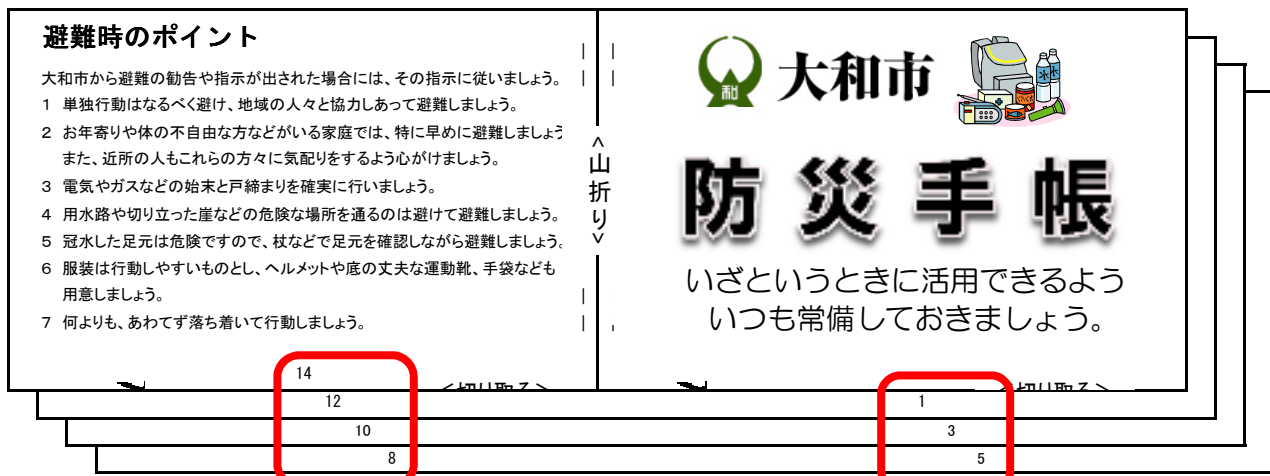 避難時のポイント
大和市から避難の勧告や指示が出された場合には、その指示に従いましょう。
1 単独行動はなるべく避け、地域の人々と協力しあって避難しましょう。
2 お年寄りや体の不自由な方などがいる家庭では、特に早めに避難しましょう
また、近所の人もこれらの方々に気配りをするよう心がけましょう。
3 電気やガスなどの始末と戸締まりを確実に行いましょう。
4 用水路や切り立った崖などの危険な場所を通るのは避けて避難しましょう。
5 冠水した足元は危険ですので、杖などで足元を確認しながら避難しましょう。
6 服装は行動しやすいものとし、ヘルメットや底の丈夫な運動靴、手袋なども
用意しましょう。
7 何よりも、あわてず落ち着いて行動しましょう。
14
<切り取る>
12
10
8
<山折り>
大和市
防災手帳
いざというときに活用できるよう
いつも常備しておきましょう。
切り取る>
1
3
5